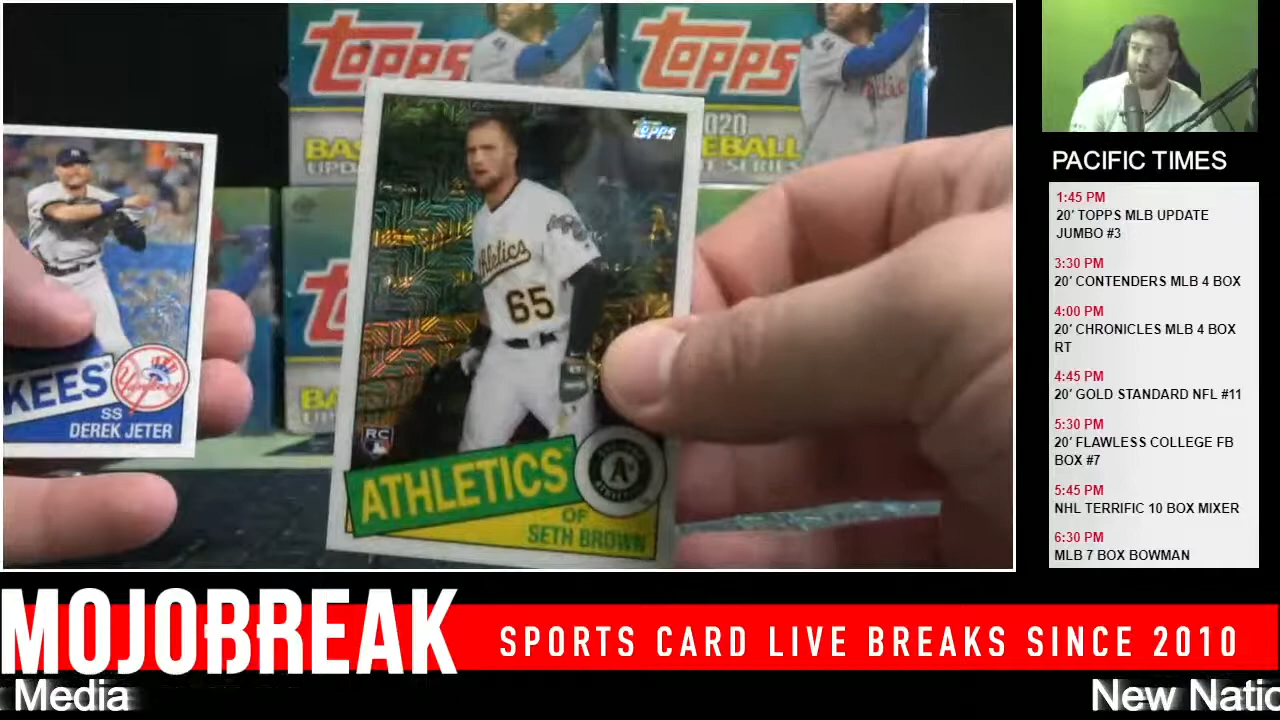 TOPPS
TOPPS
2020
UPD
SERIES
TOPPS
Athletics
65
RC
ATHLETICS
A's
OF
SETH BROWN
KEES
Yankees
SS
DEREK JETER
PACIFIC TIMES
1:45 PM
20' TOPPS MLB UPDATE
JUMBO #3
3:30 PM
20' CONTENDERS MLB 4 BOX
4:00 PM
20' CHRONICLES MLB 4 BOX
RT
4:45 PM
20' GOLD STANDARD NFL #11
5:30 PM
20' FLAWLESS COLLEGE FB
BOX #7
5:45 PM
NHL TERRIFIC 10 BOX MIXER
6:30 PM
MLB 7 BOX BOWMAN
MOJOBREAK
SPORTS CARD LIVE BREAKS SINCE 2010
Media
New Natio